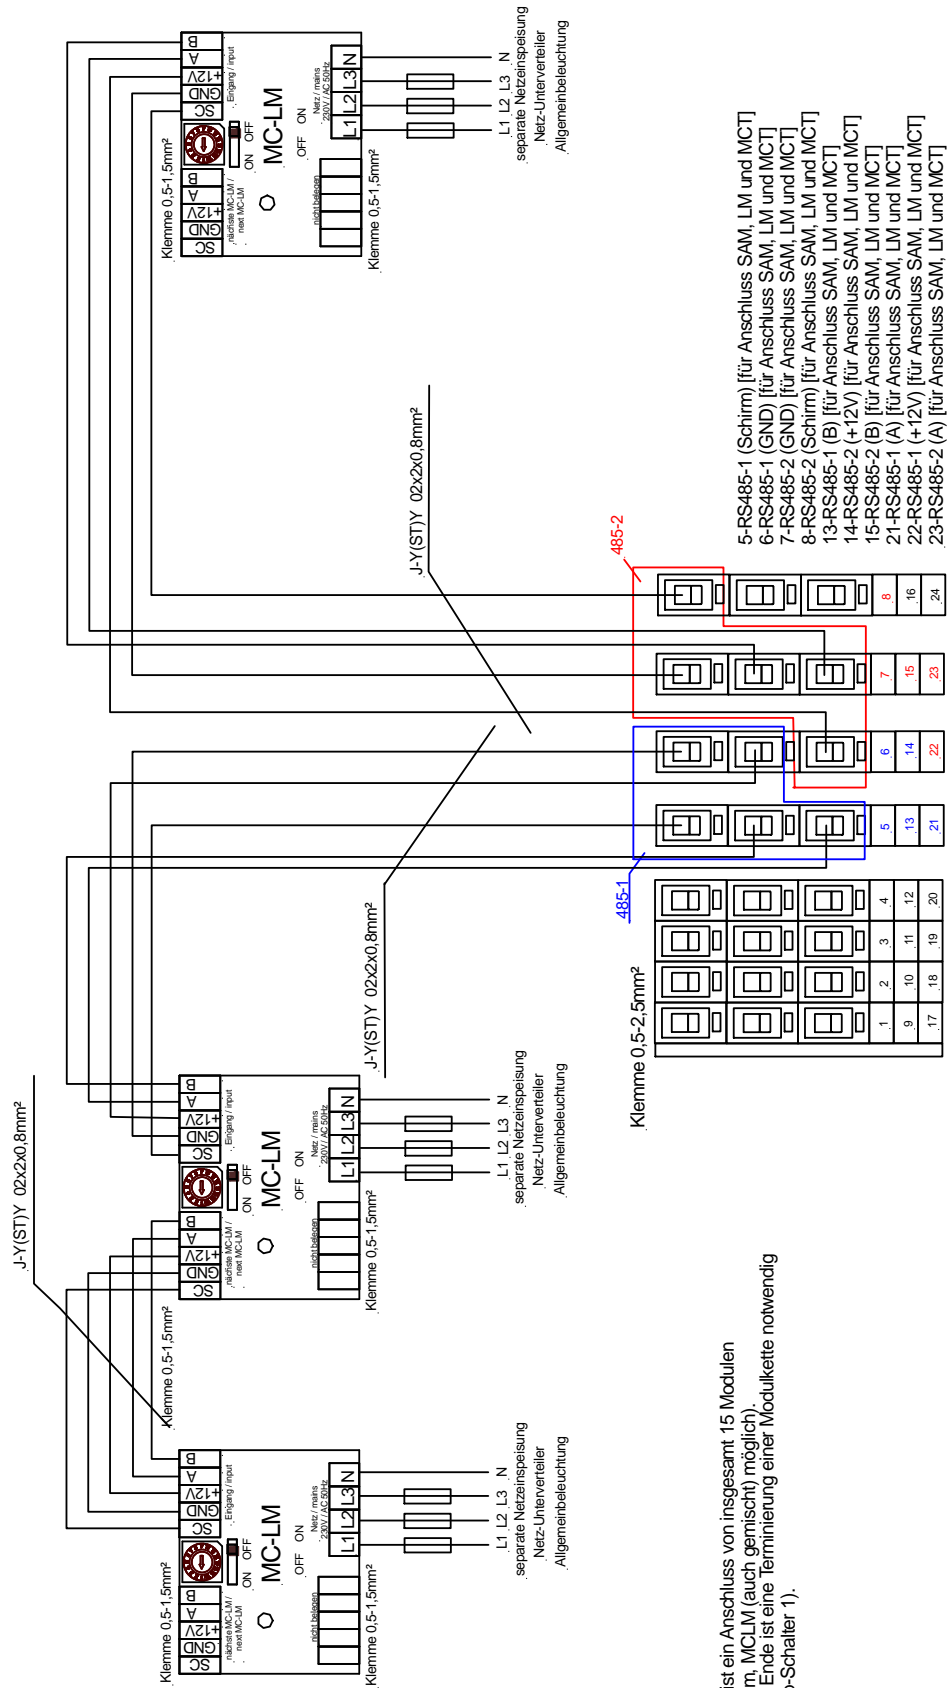 J-Y(ST)Y 02x2x0,8mm²
Klemme 0,5-1,5mm²
SC GND +12V A B
nächste MC-LM /
next MC-LM
SC GND +12V A B
Eingang / input
ON OFF
MC-LM
OFF ON
nicht belegen
Netz / mains
230V / AC 50Hz
L1 L2 L3 N
Klemme 0,5-1,5mm²
L1 L2 L3 N
separate Netzeinspeisung
Netz-Unterverteiler
Allgemeinbeleuchtung
Klemme 0,5-1,5mm²
SC GND +12V A B
nächste MC-LM /
next MC-LM
SC GND +12V A B
Eingang / input
ON OFF
MC-LM
OFF ON
nicht belegen
Netz / mains
230V / AC 50Hz
L1 L2 L3 N
Klemme 0,5-1,5mm²
L1 L2 L3 N
separate Netzeinspeisung
Netz-Unterverteiler
Allgemeinbeleuchtung
Klemme 0,5-1,5mm²
SC GND +12V A B
nächste MC-LM /
next MC-LM
SC GND +12V A B
Eingang / input
ON OFF
MC-LM
OFF ON
nicht belegen
Netz / mains
230V / AC 50Hz
L1 L2 L3 N
Klemme 0,5-1,5mm²
L1 L2 L3 N
separate Netzeinspeisung
Netz-Unterverteiler
Allgemeinbeleuchtung
J-Y(ST)Y 02x2x0,8mm²
J-Y(ST)Y 02x2x0,8mm²
485-1
485-2
Klemme 0,5-2,5mm²
1 2 3 4 5 6 7 8
9 10 11 12 13 14 15 16
17 18 19 20 21 22 23 24
ist ein Anschluss von insgesamt 15 Modulen
m, MCLM (auch gemischt) möglich).
Ende ist eine Terminierung einer Modulkette notwendig
-Schalter 1).
5-RS485-1 (Schirm) [für Anschluss SAM, LM und MCT]
6-RS485-1 (GND) [für Anschluss SAM, LM und MCT]
7-RS485-2 (GND) [für Anschluss SAM, LM und MCT]
8-RS485-2 (Schirm) [für Anschluss SAM, LM und MCT]
13-RS485-1 (B) [für Anschluss SAM, LM und MCT]
14-RS485-2 (+12V) [für Anschluss SAM, LM und MCT]
15-RS485-2 (B) [für Anschluss SAM, LM und MCT]
21-RS485-1 (A) [für Anschluss SAM, LM und MCT]
22-RS485-1 (+12V) [für Anschluss SAM, LM und MCT]
23-RS485-2 (A) [für Anschluss SAM, LM und MCT]